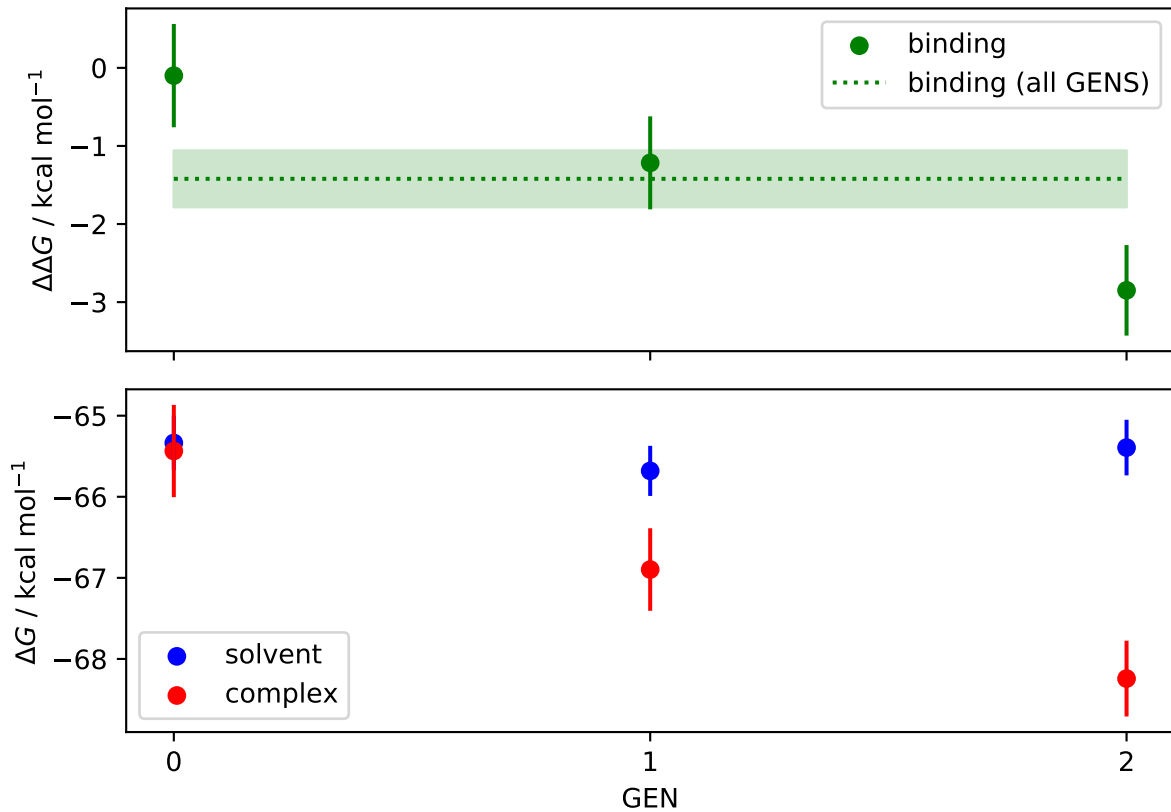 binding
binding (all GENS)
0
−1
−2
−3
ΔΔG / kcal mol⁻¹
−65
−66
−67
−68
ΔG / kcal mol⁻¹
solvent
complex
0 1 2
GEN